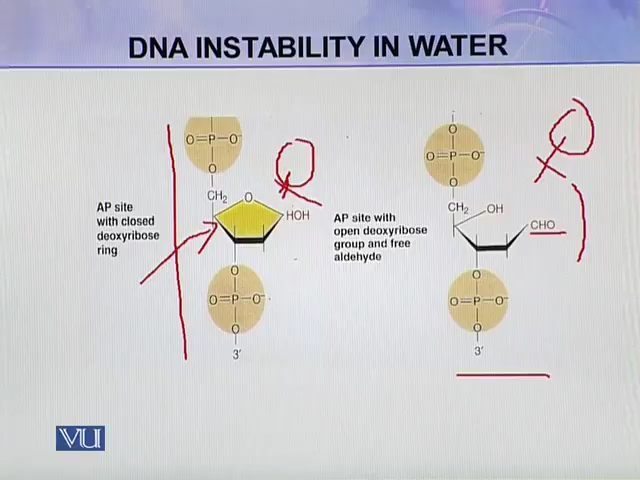 DNA INSTABILITY IN WATER
O=P—O-
O
CH2
O
HOH
AP site
with closed
deoxyribose
ring
O
O=P—O-
O
3'
O
O=P—O-
O
CH2
OH
CHO
AP site with
open deoxyribose
group and free
aldehyde
O
O=P—O-
O
3'
VU